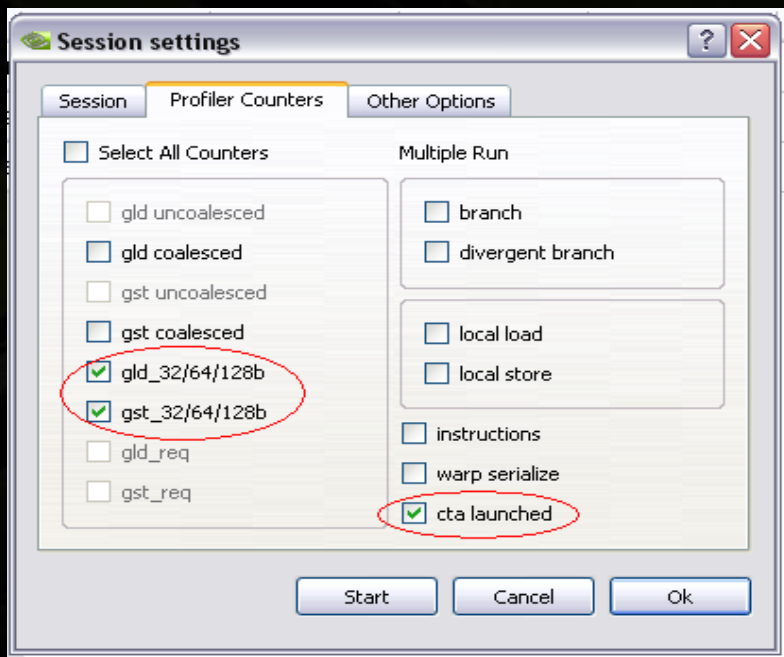 Session settings
Session
Profiler Counters
Other Options
Select All Counters
gld uncoalesced
gld coalesced
gst uncoalesced
gst coalesced
gld_32/64/128b
gst_32/64/128b
gld_req
gst_req
Multiple Run
branch
divergent branch
local load
local store
instructions
warp serialize
cta launched
Start
Cancel
Ok